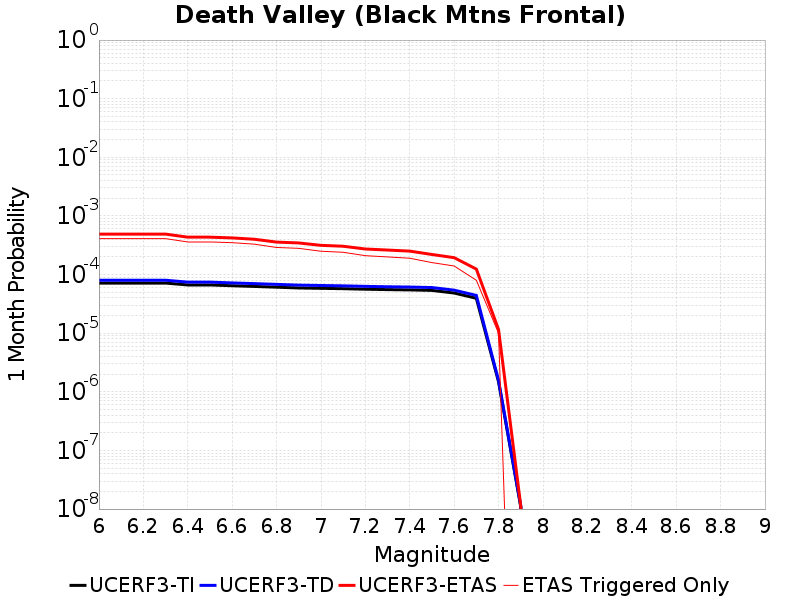 Death Valley (Black Mtns Frontal)
1 Month Probability
10^0
10^-1
10^-2
10^-3
10^-4
10^-5
10^-6
10^-7
10^-8
6 6.2 6.4 6.6 6.8 7 7.2 7.4 7.6 7.8 8 8.2 8.4 8.6 8.8 9
Magnitude
UCERF3-TI UCERF3-TD UCERF3-ETAS ETAS Triggered Only